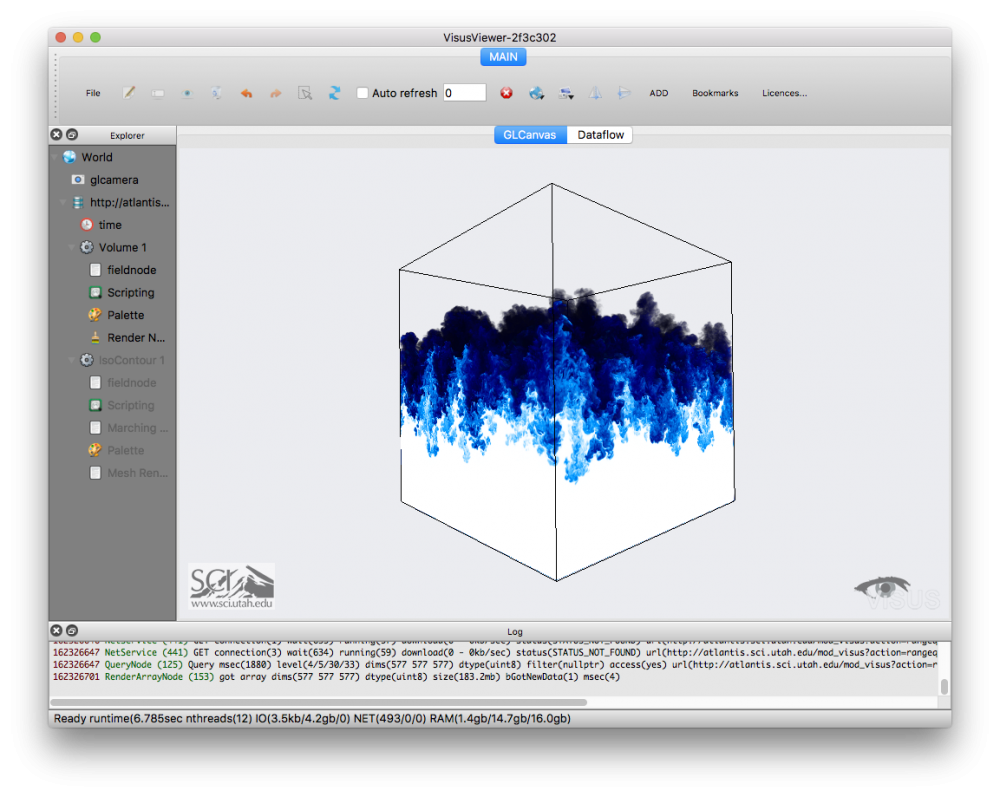 VisusViewer-2f3c302
MAIN
File
Auto refresh 0
ADD
Bookmarks
Licences...
Explorer
GLCanvas
Dataflow
World
glcamera
http://atlantis...
time
Volume 1
fieldnode
Scripting
Palette
Render N...
IsoContour 1
fieldnode
Scripting
Marching ...
Palette
Mesh Ren...
SCI
www.sci.utah.edu
VISUS
Log
162326647 NetService (441) GET connection(3) wait(634) running(59) download(0 - 0kb/sec) status(STATUS_NOT_FOUND) url(http://atlantis.sci.utah.edu/mod_visus?action=rangeq
162326647 QueryNode (125) Query msec(1880) level(4/5/30/33) dims(577 577 577) dtype(uint8) filter(nullptr) access(yes) url(http://atlantis.sci.utah.edu/mod_visus?action=r
162326701 RenderArrayNode (153) got array dims(577 577 577) dtype(uint8) size(183.2mb) bGotNewData(1) msec(4)
Ready runtime(6.785sec nthreads(12) IO(3.5kb/4.2gb/0) NET(493/0/0) RAM(1.4gb/14.7gb/16.0gb)